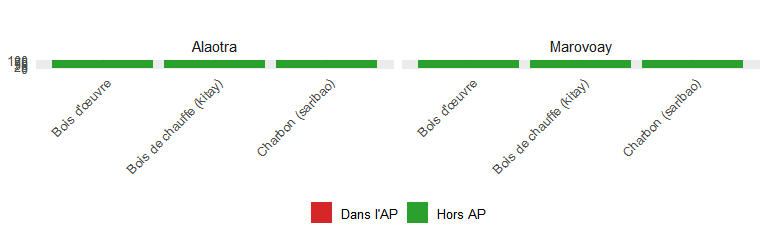 Alaotra
Marovoay
100
Bois d'œuvre
Bois de chauffe (kitay)
Charbon (saribao)
Bois d'œuvre
Bois de chauffe (kitay)
Charbon (saribao)
Dans l'AP
Hors AP